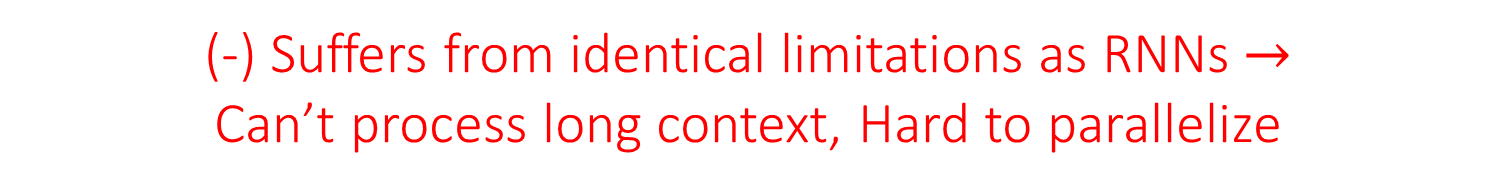 (-) Suffers from identical limitations as RNNs →
Can’t process long context, Hard to parallelize